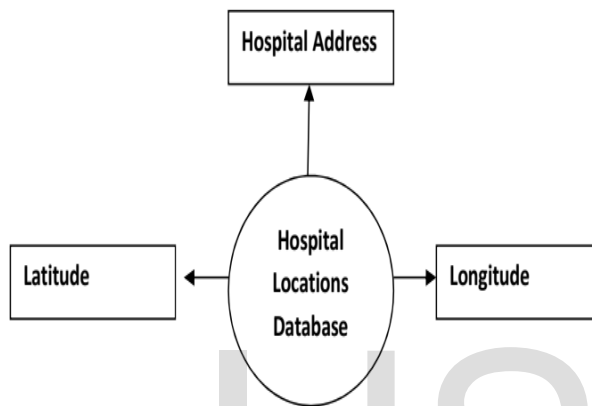 Hospital Address
Hospital
Locations
Database
Latitude
Longitude